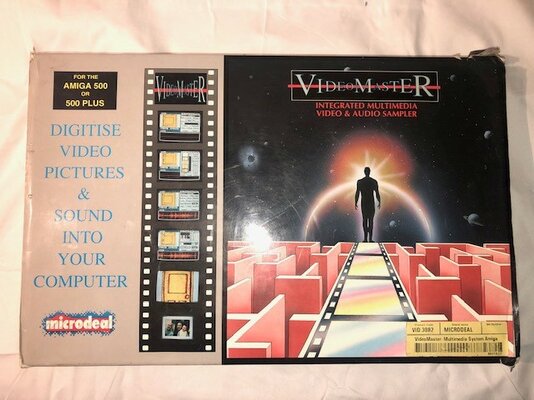 FOR THE
AMIGA 500
OR
500 PLUS
DIGITISE
VIDEO
PICTURES
&
SOUND
INTO
YOUR
COMPUTER
microdeal
VIDEOMASTER
VIDEOMASTER
INTEGRATED MULTIMEDIA
VIDEO & AUDIO SAMPLER
VID 3082
MICRODEAL
VideoMaster: Multimedia System Amiga